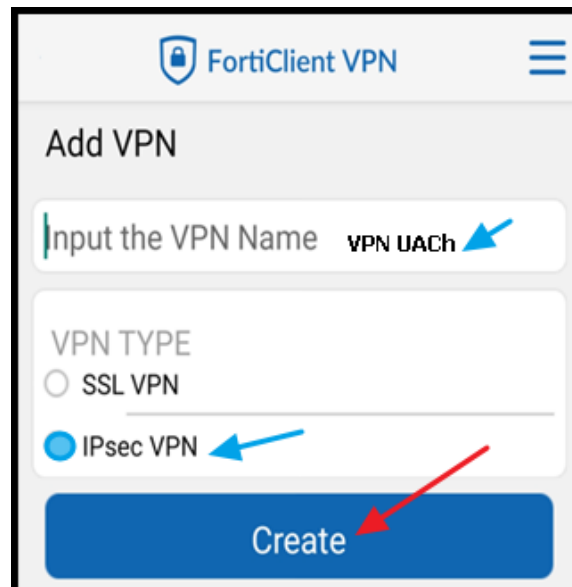 FortiClient VPN
Add VPN
Input the VPN Name VPN UACh
VPN TYPE
SSL VPN
IPsec VPN
Create